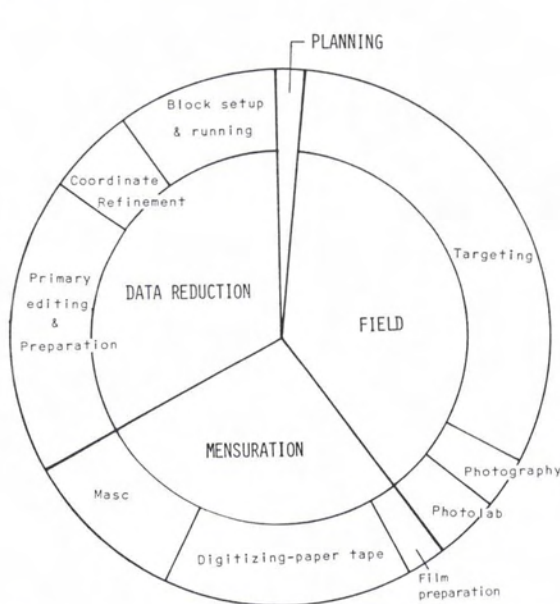 PLANNING
Block setup
& running
Coordinate
Refinement
Targeting
Primary
editing
&
Preparation
DATA REDUCTION
FIELD
MENSURATION
Photography
Masc
Photolab
Digitizing-paper tape
Film
preparation